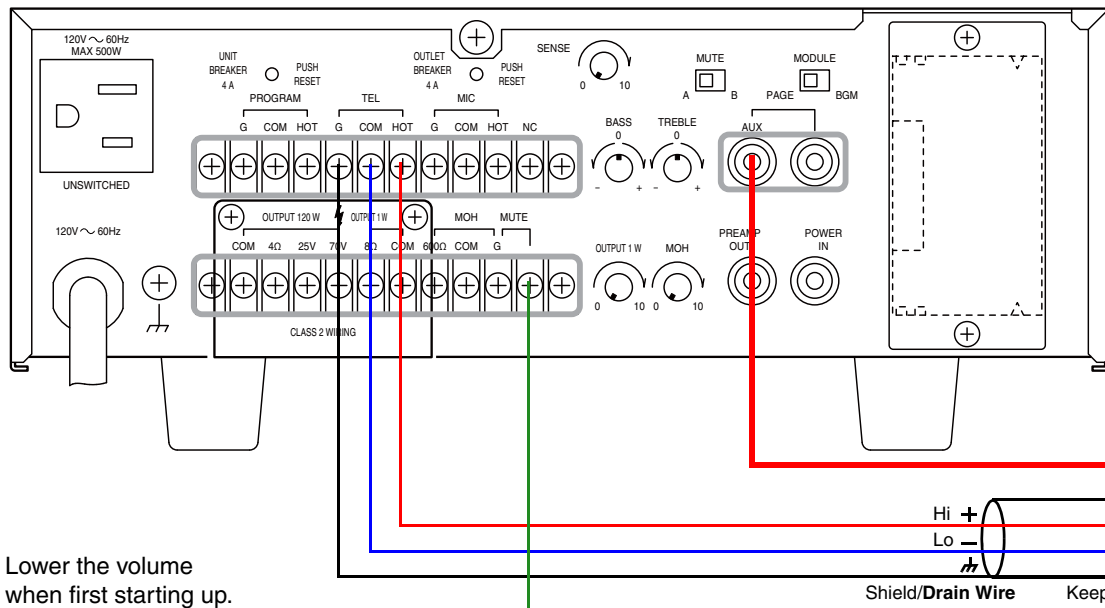 120V ~ 60Hz
MAX 500W
UNSWITCHED
120V ~ 60Hz
UNIT
BREAKER
4 A
PUSH
RESET
OUTLET
BREAKER
4 A
PUSH
RESET
SENSE
0 10
MUTE
A B
MODULE
PAGE BGM
PROGRAM TEL MIC
G COM HOT G COM HOT G COM HOT NC
BASS
0
- +
TREBLE
0
- +
AUX
OUTPUT 120 W OUTPUT 1 W MOH MUTE
COM 4Ω 25V 70V 8Ω COM 600Ω COM G
CLASS 2 WIRING
OUTPUT 1 W
0 10
MOH
0 10
PREAMP
OUT
POWER
IN
Hi +
Lo –
Shield/Drain Wire Keep
Lower the volume
when first starting up.